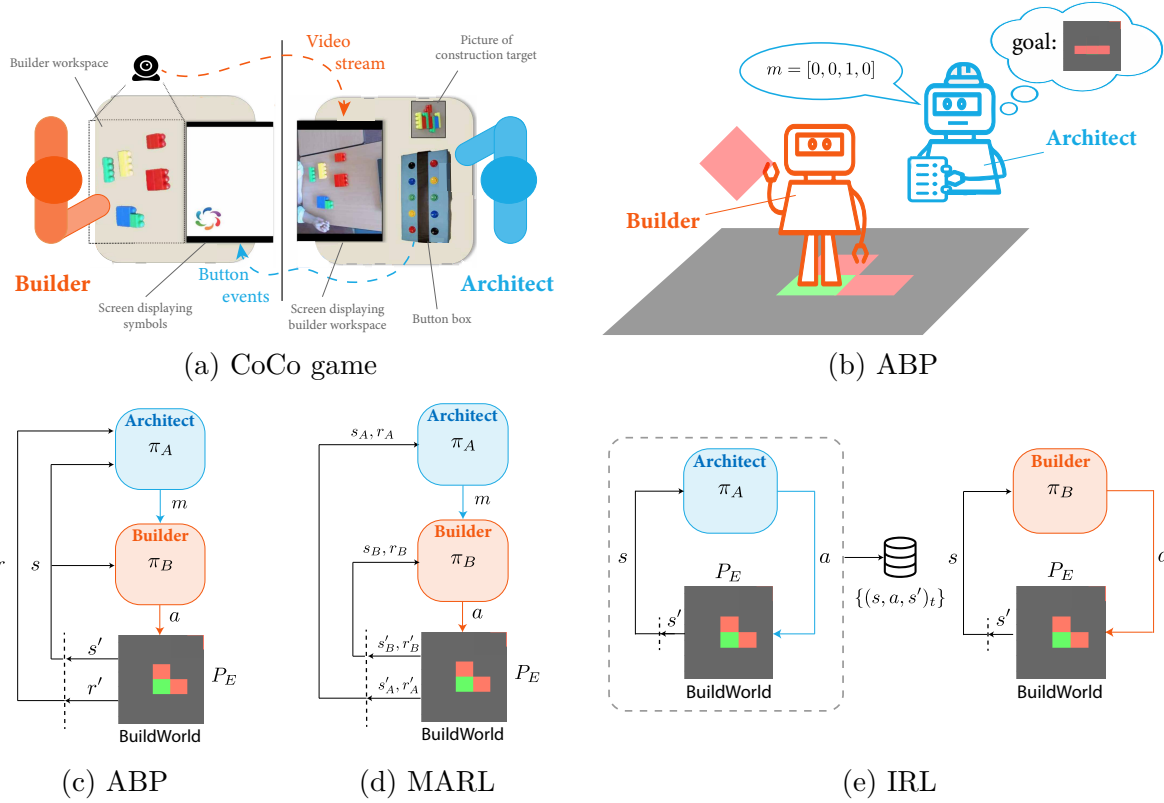 Builder workspace
Video
stream
Picture of
construction target
Builder
Button
events
Architect
Screen displaying
symbols
Screen displaying
builder workspace
Button box
(a) CoCo game
m = [0, 0, 1, 0]
goal:
Architect
Builder
(b) ABP
Architect
π_A
m
Builder
π_B
s
a
s′
r′
P_E
BuildWorld
(c) ABP
Architect
π_A
s_A, r_A
m
Builder
π_B
s_B, r_B
a
s′_B, r′_B
s′_A, r′_A
P_E
BuildWorld
(d) MARL
Architect
π_A
s
a
P_E
s′
BuildWorld
{(s, a, s′)_t}
Builder
π_B
s
P_E
s′
BuildWorld
(e) IRL